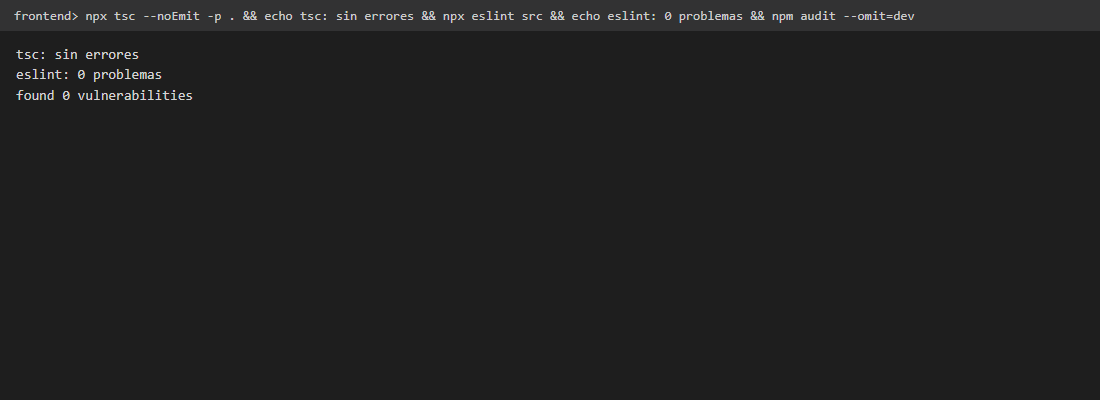 frontend> npx tsc --noEmit -p . && echo tsc: sin errores && npx eslint src && echo eslint: 0 problemas && npm audit --omit=dev
tsc: sin errores
eslint: 0 problemas
found 0 vulnerabilities